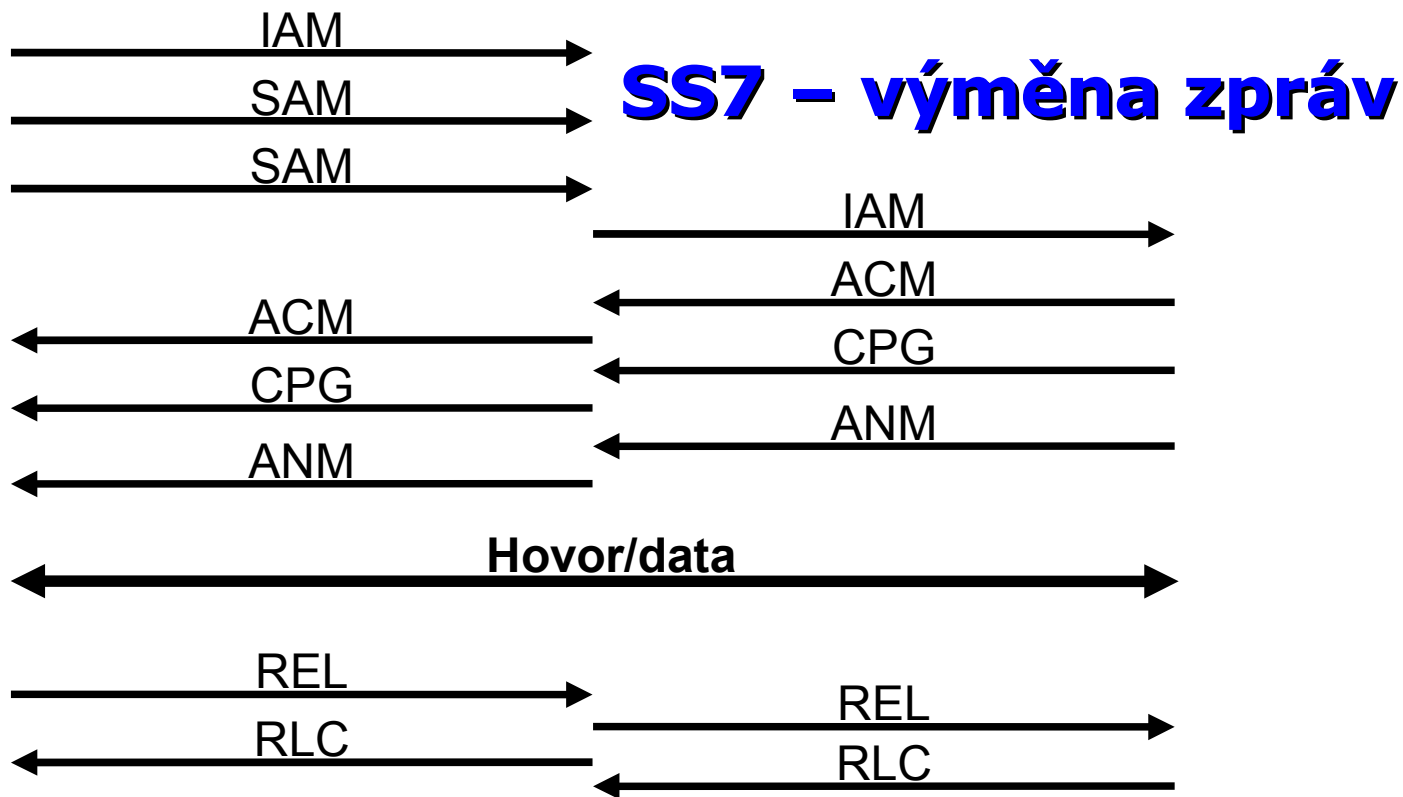 IAM
SS7 – výměna zpráv
SAM
SAM
IAM
ACM
ACM
CPG
CPG
ANM
ANM
Hovor/data
REL
REL
RLC
RLC